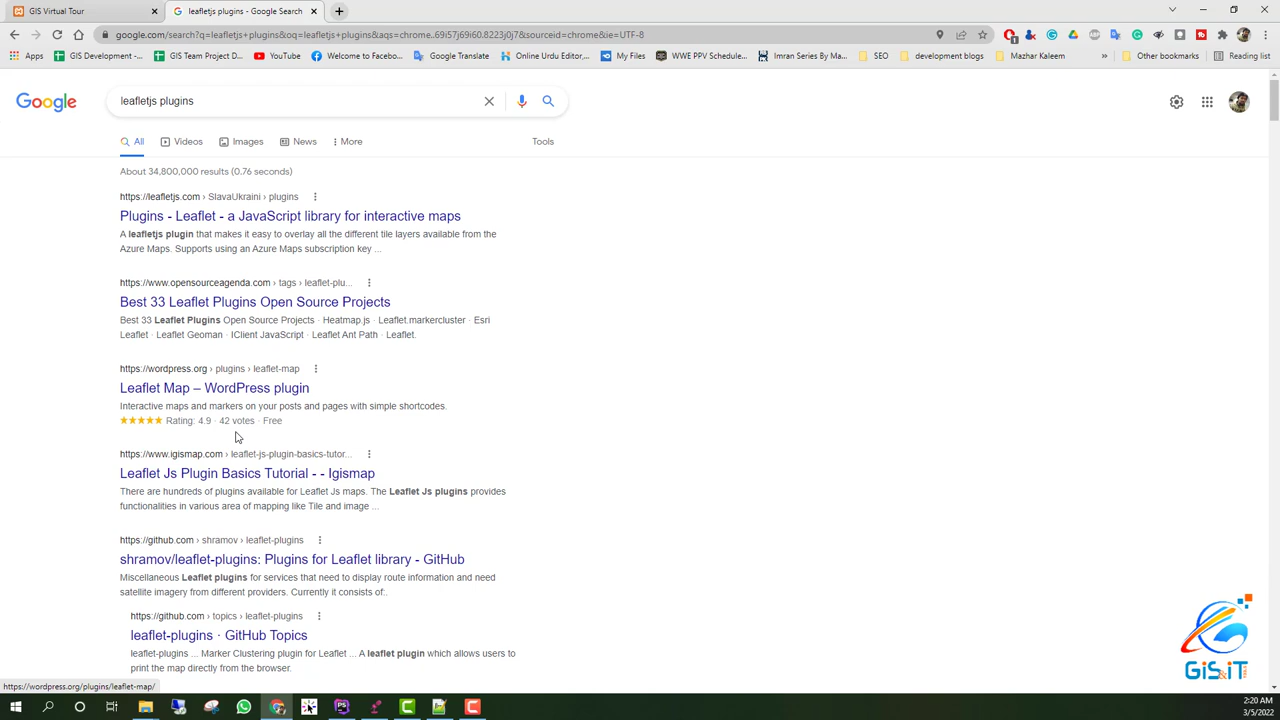 GIS Virtual Tour
leafletjs plugins - Google Search
google.com/search?q=leafletjs+plugins&oq=leafletjs+plugins&aqs=chrome..69i57j69i60.8223j0j7&sourceid=chrome&ie=UTF-8
Apps
GIS Development -...
GIS Team Project D...
YouTube
Welcome to Facebo...
Google Translate
Online Urdu Editor,...
My Files
WWE PPV Schedule...
Imran Series By Ma...
SEO
development blogs
Mazhar Kaleem
»
Other bookmarks
Reading list
Google
leafletjs plugins
All
Videos
Images
News
More
Tools
About 34,800,000 results (0.76 seconds)
https://leafletjs.com › SlavaUkraini › plugins
Plugins - Leaflet - a JavaScript library for interactive maps
A leafletjs plugin that makes it easy to overlay all the different tile layers available from the
Azure Maps. Supports using an Azure Maps subscription key ...
https://www.opensourceagenda.com › tags › leaflet-plu...
Best 33 Leaflet Plugins Open Source Projects
Best 33 Leaflet Plugins Open Source Projects · Heatmap.js · Leaflet.markercluster · Esri
Leaflet · Leaflet Geoman · IClient JavaScript · Leaflet Ant Path · Leaflet.
https://wordpress.org › plugins › leaflet-map
Leaflet Map – WordPress plugin
Interactive maps and markers on your posts and pages with simple shortcodes.
Rating: 4.9 · 42 votes · Free
https://www.igismap.com › leaflet-js-plugin-basics-tutor...
Leaflet Js Plugin Basics Tutorial - - Igismap
There are hundreds of plugins available for Leaflet Js maps. The Leaflet Js plugins provides
functionalities in various area of mapping like Tile and image ...
https://github.com › shramov › leaflet-plugins
shramov/leaflet-plugins: Plugins for Leaflet library - GitHub
Miscellaneous Leaflet plugins for services that need to display route information and need
satellite imagery from different providers. Currently it consists of:.
https://github.com › topics › leaflet-plugins
leaflet-plugins · GitHub Topics
leaflet-plugins ... Marker Clustering plugin for Leaflet ... A leaflet plugin which allows users to
print the map directly from the browser.
GIS&iT
https://wordpress.org/plugins/leaflet-map/
2:20 AM
3/5/2022